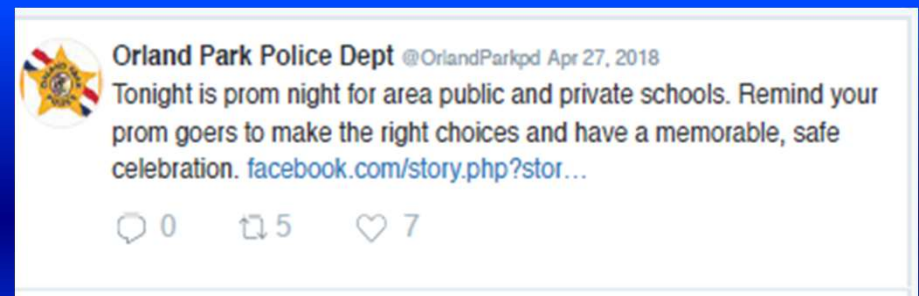 Orland Park Police Dept @OrlandParkpd Apr 27, 2018
Tonight is prom night for area public and private schools. Remind your
prom goers to make the right choices and have a memorable, safe
celebration. facebook.com/story.php?stor...
0 5 7